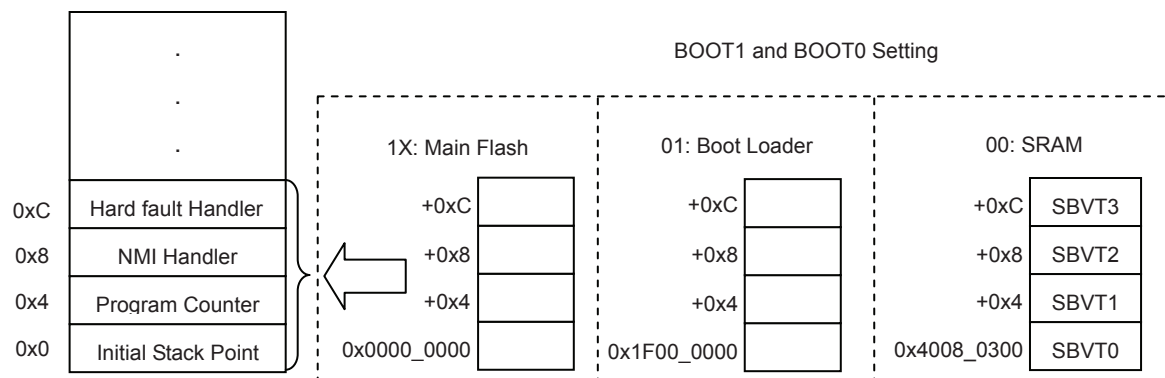 BOOT1 and BOOT0 Setting
.
.
.
1X: Main Flash
01: Boot Loader
00: SRAM
0xC Hard fault Handler
+0xC
+0xC
+0xC SBVT3
0x8 NMI Handler
+0x8
+0x8
+0x8 SBVT2
0x4 Program Counter
+0x4
+0x4
+0x4 SBVT1
0x0 Initial Stack Point
0x0000_0000
0x1F00_0000
0x4008_0300 SBVT0